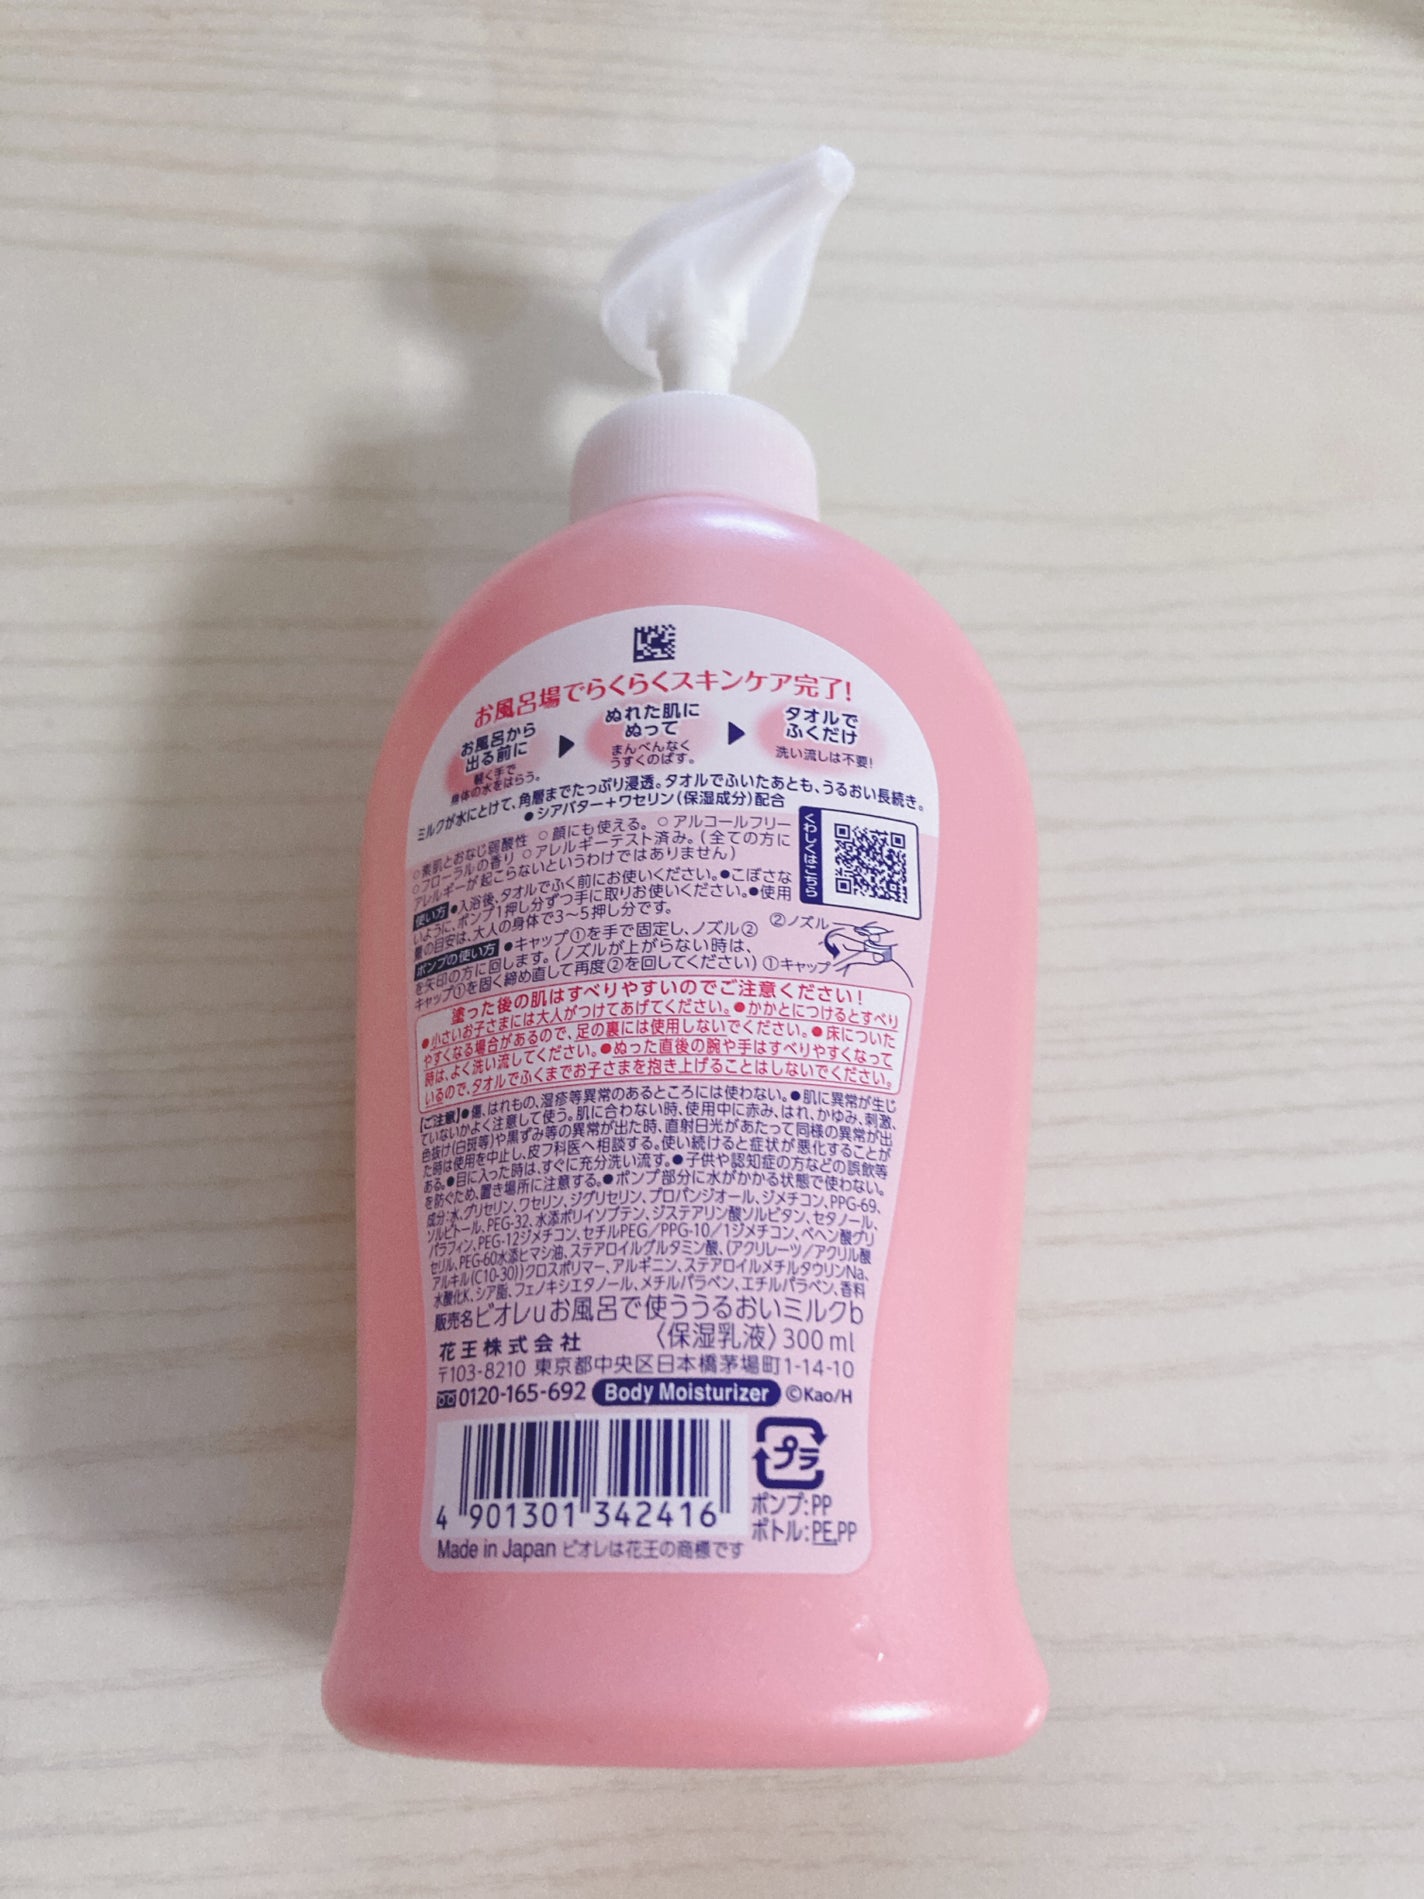 お風呂場でらくらくスキンケア完了!
お風呂から
出る前に
軽く手で
身体の水をはらう。
ぬれた肌に
ぬって
まんべんなく
うすくのばす。
タオルで
ふくだけ
洗い流しは不要!
ミルクが水にとけて、角層までたっぷり浸透。タオルでふいたあとも、うるおい長続き。
●シアバター+ワセリン(保湿成分)配合
○素肌とおなじ弱酸性 ○顔にも使える。 ○アルコールフリー
○フローラルの香り ○アレルギーテスト済み。(全ての方に
アレルギーが起こらないというわけではありません)
くわしくはこちら
使い方 ●入浴後、タオルでふく前にお使いください。●こぼさな
いように、ポンプ1押し分ずつ手に取りお使いください。●使用
量の目安は、大人の身体で3~5押し分です。
ポンプの使い方 ●キャップ①を手で固定し、ノズル②
を矢印の方に回します。(ノズルが上がらない時は、
キャップ①を固く締め直して再度②を回してください)
②ノズル
①キャップ
塗った後の肌はすべりやすいのでご注意ください!
●小さいお子さまには大人がつけてあげてください。●かかとにつけるとすべり
やすくなる場合があるので、足の裏には使用しないでください。●床についた
時は、よく洗い流してください。●ぬった直後の腕や手はすべりやすくなって
いるので、タオルでふくまでお子さまを抱き上げることはしないでください。
【ご注意】●傷、はれもの、湿疹等異常のあるところには使わない。●肌に異常が生じ
ていないかよく注意して使う。肌に合わない時、使用中に赤み、はれ、かゆみ、刺激、
色抜け(白斑等)や黒ずみ等の異常が出た時、直射日光があたって同様の異常が出
た時は使用を中止し、皮フ科医へ相談する。使い続けると症状が悪化することが
ある。●目に入った時は、すぐに充分洗い流す。●子供や認知症の方などの誤飲等
を防ぐため、置き場所に注意する。●ポンプ部分に水がかかる状態で使わない。
成分:水、グリセリン、ワセリン、ジグリセリン、プロパンジオール、ジメチコン、PPG-69、
ソルビトール、PEG-32、水添ポリイソブテン、ジステアリン酸ソルビタン、セタノール、
パラフィン、PEG-12ジメチコン、セチルPEG/PPG-10/1ジメチコン、ベヘン酸グリ
セリル、PEG-60水添ヒマシ油、ステアロイルグルタミン酸、(アクリレーツ/アクリル酸
アルキル(C10-30))クロスポリマー、アルギニン、ステアロイルメチルタウリンNa、
水酸化K、シア脂、フェノキシエタノール、メチルパラベン、エチルパラベン、香料
販売名 ビオレu お風呂で使ううるおいミルクb
〈保湿乳液〉300ml
花王株式会社
〒103-8210 東京都中央区日本橋茅場町1-14-10
0120-165-692 Body Moisturizer ©Kao/H
4 901301 342416
プラ
ポンプ:PP
ボトル:PE,PP
Made in Japan ビオレは花王の商標です